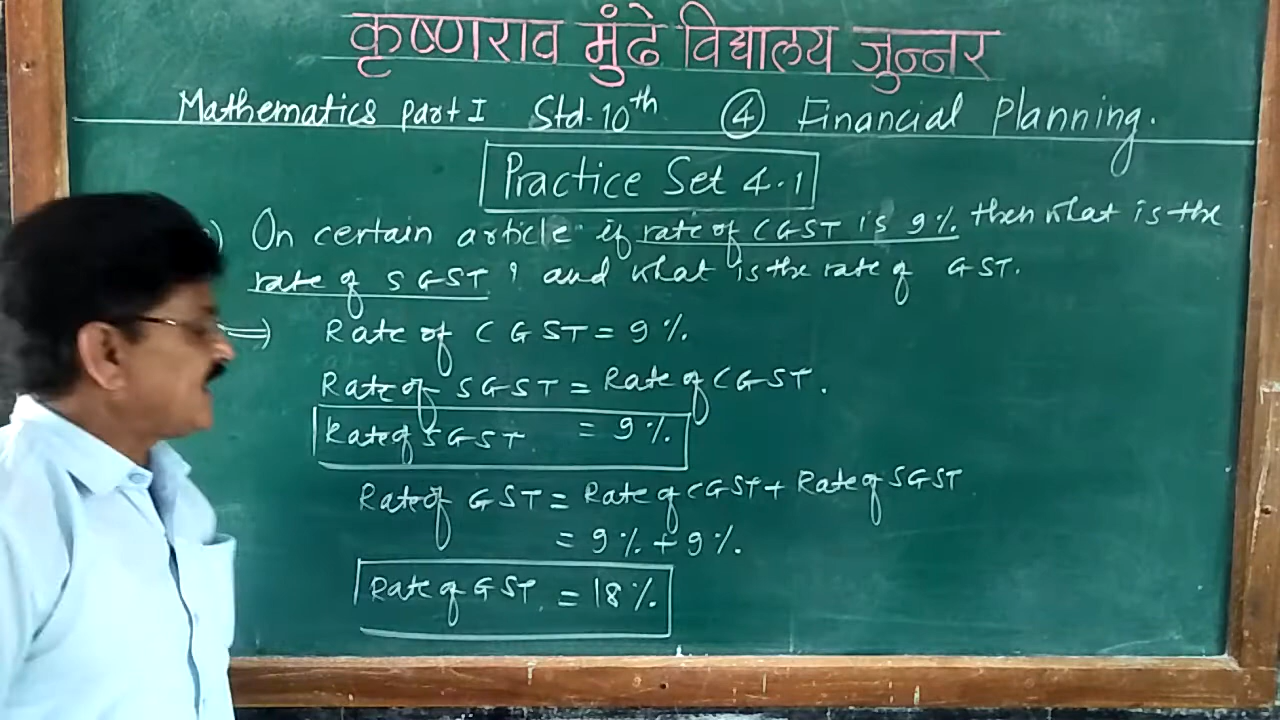 कृष्णराव मुंढे विद्यालय जुन्नर
Mathematics part I Std. 10th ④ Financial Planning.
Practice Set 4.1
) On certain article if rate of CGST is 9%. then what is the
rate of SGST ? and what is the rate of GST.
⇒ Rate of CGST = 9%.
Rate of SGST = Rate of CGST.
Rate of SGST = 9%.
Rate of GST = Rate of CGST + Rate of SGST
= 9% + 9%.
Rate of GST. = 18%.